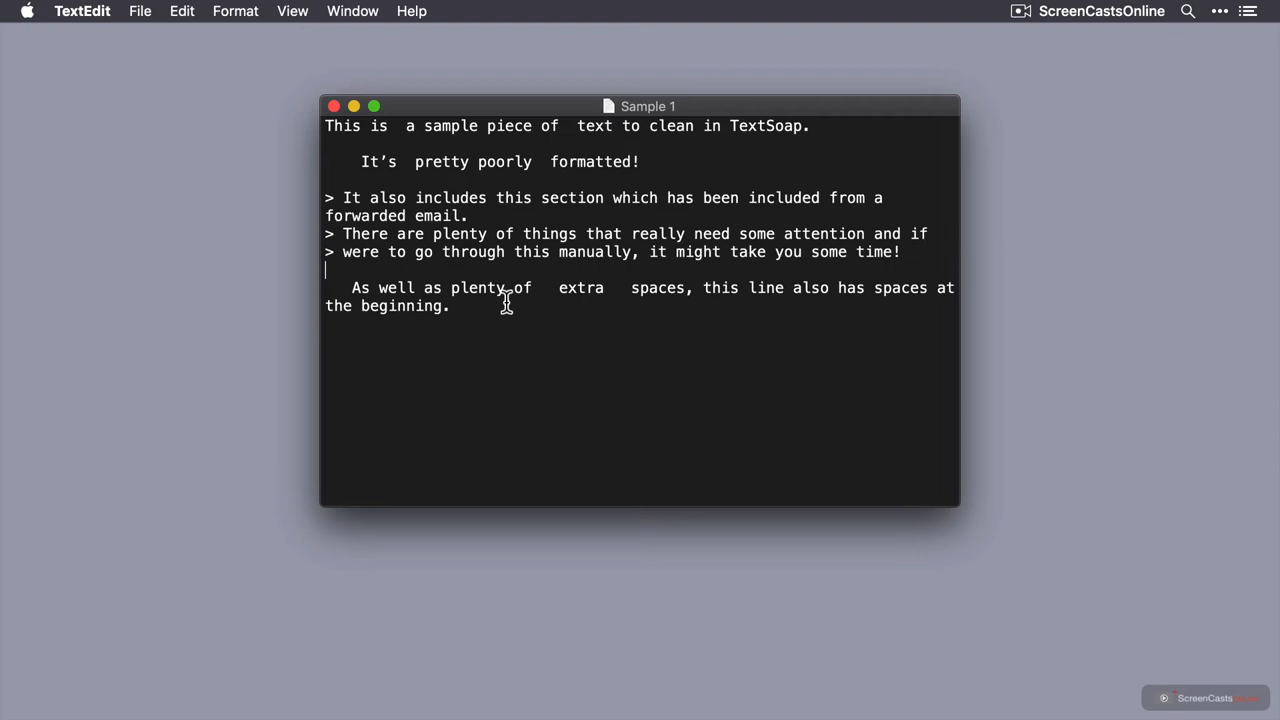 TextEdit File Edit Format View Window Help ScreenCastsOnline
Sample 1
This is  a sample piece of  text to clean in TextSoap.
    It’s  pretty poorly  formatted!
> It also includes this section which has been included from a
forwarded email.
> There are plenty of things that really need some attention and if
> were to go through this manually, it might take you some time!
   As well as plenty of   extra   spaces, this line also has spaces at
the beginning.
ScreenCastsOnline